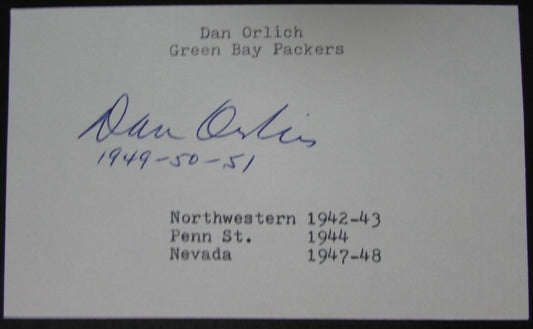 Dan Orlich
Green Bay Packers
Dan Orlich
1949-50-51
Northwestern 1942-43
Penn St. 1944
Nevada 1947-48